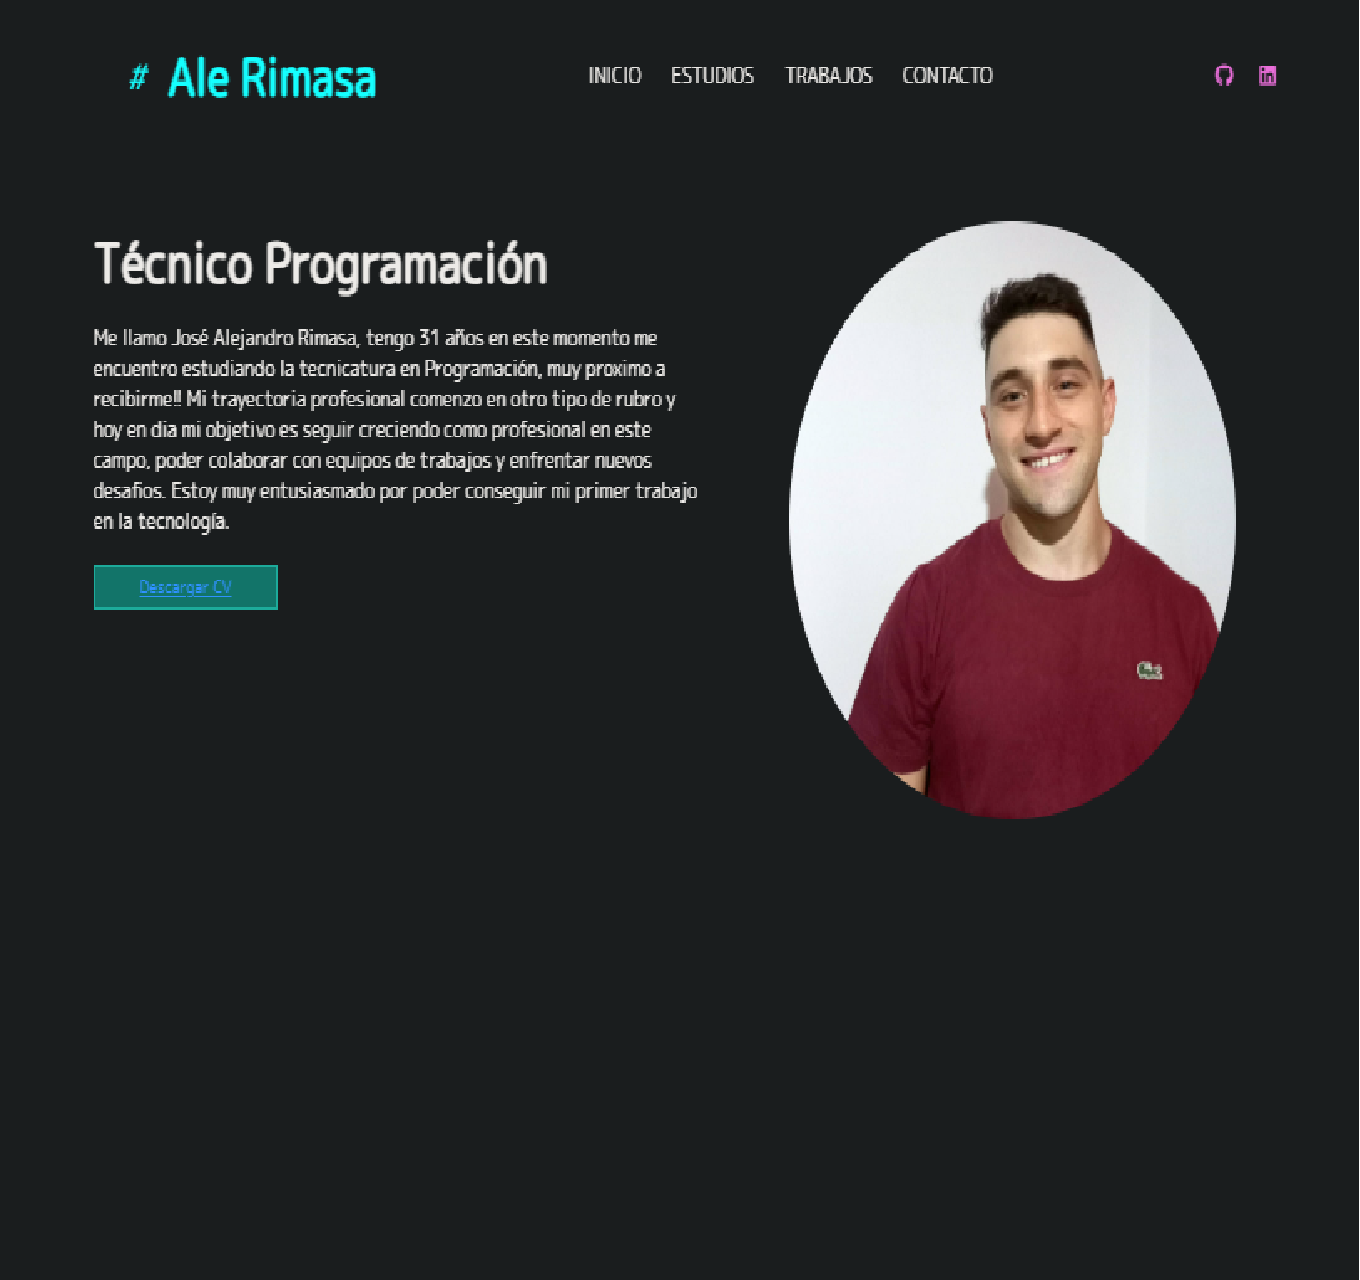 # Ale Rimasa
INICIO ESTUDIOS TRABAJOS CONTACTO
Técnico Programación
Me llamo José Alejandro Rimasa, tengo 31 años en este momento me
encuentro estudiando la tecnicatura en Programación, muy proximo a
recibirme!! Mi trayectoria profesional comenzo en otro tipo de rubro y
hoy en dia mi objetivo es seguir creciendo como profesional en este
campo, poder colaborar con equipos de trabajos y enfrentar nuevos
desafios. Estoy muy entusiasmado por poder conseguir mi primer trabajo
en la tecnología.
Descargar CV